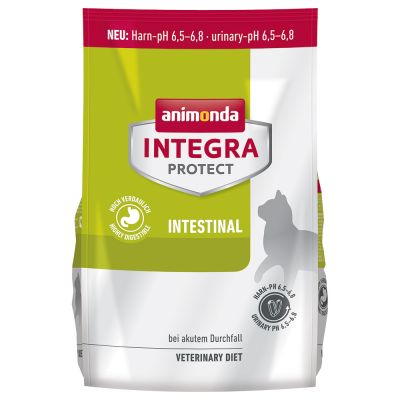 NEU: Harn-pH 6,5–6,8 · urinary-pH 6,5–6,8
animonda
INTEGRA
PROTECT
HOCH VERDAULICH
HIGHLY DIGESTIBLE
INTESTINAL
HARN-PH 6,5–6,8
URINARY PH 6,5–6,8
bei akutem Durchfall
VETERINARY DIET